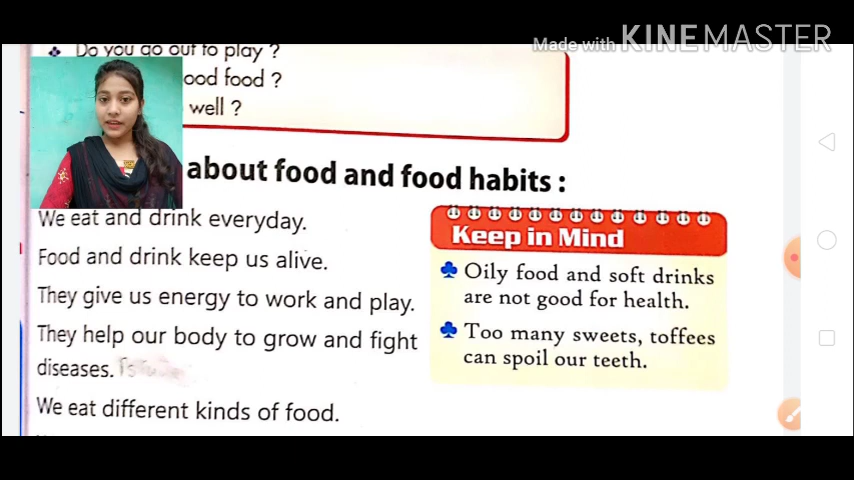 Made with KINEMASTER
Do you go out to play ?
ood food ?
well ?
about food and food habits :
We eat and drink everyday.
Food and drink keep us alive.
They give us energy to work and play.
They help our body to grow and fight
diseases.
We eat different kinds of food.
Keep in Mind
Oily food and soft drinks
are not good for health.
Too many sweets, toffees
can spoil our teeth.